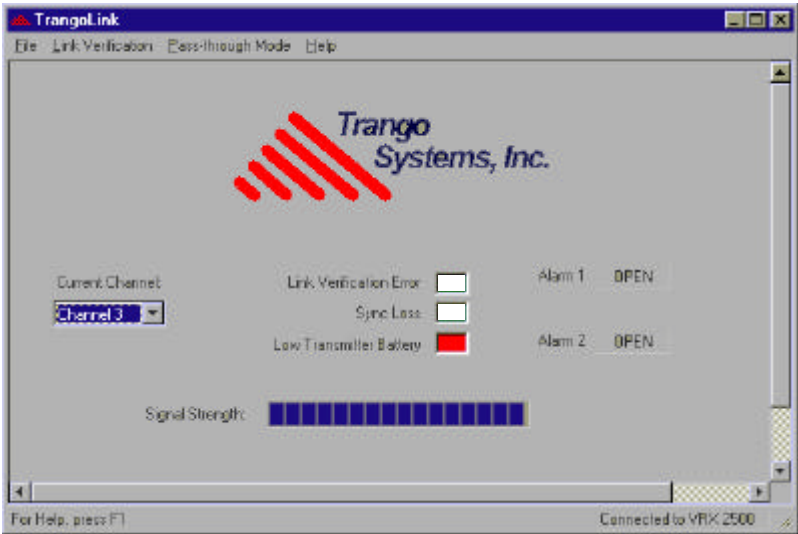 TrangoLink
File Link Verification Pass-through Mode Help
Trango
Systems, Inc.
Current Channel:
Channel 3
Link Verification Error
Sync Loss
Low Transmitter Battery
Alarm 1 OPEN
Alarm 2 OPEN
Signal Strength:
For Help, press F1
Connected to VRX 2500